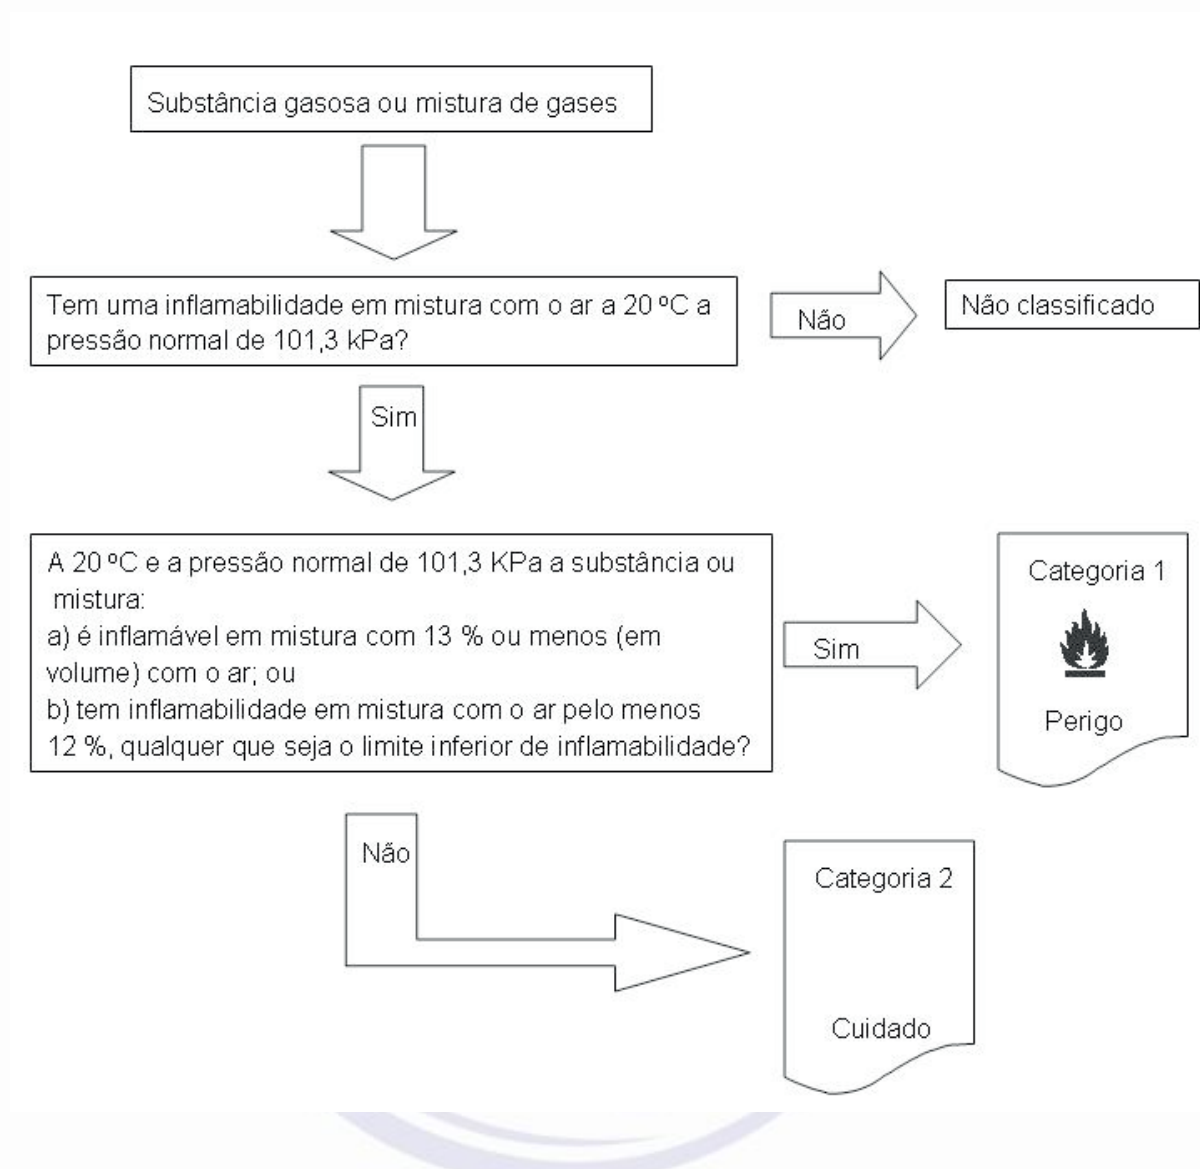 Substância gasosa ou mistura de gases
Tem uma inflamabilidade em mistura com o ar a 20 ºC a
pressão normal de 101,3 kPa?
Não
Não classificado
Sim
A 20 ºC e a pressão normal de 101,3 KPa a substância ou
mistura:
a) é inflamável em mistura com 13 % ou menos (em
volume) com o ar; ou
b) tem inflamabilidade em mistura com o ar pelo menos
12 %, qualquer que seja o limite inferior de inflamabilidade?
Sim
Categoria 1
Perigo
Não
Categoria 2
Cuidado